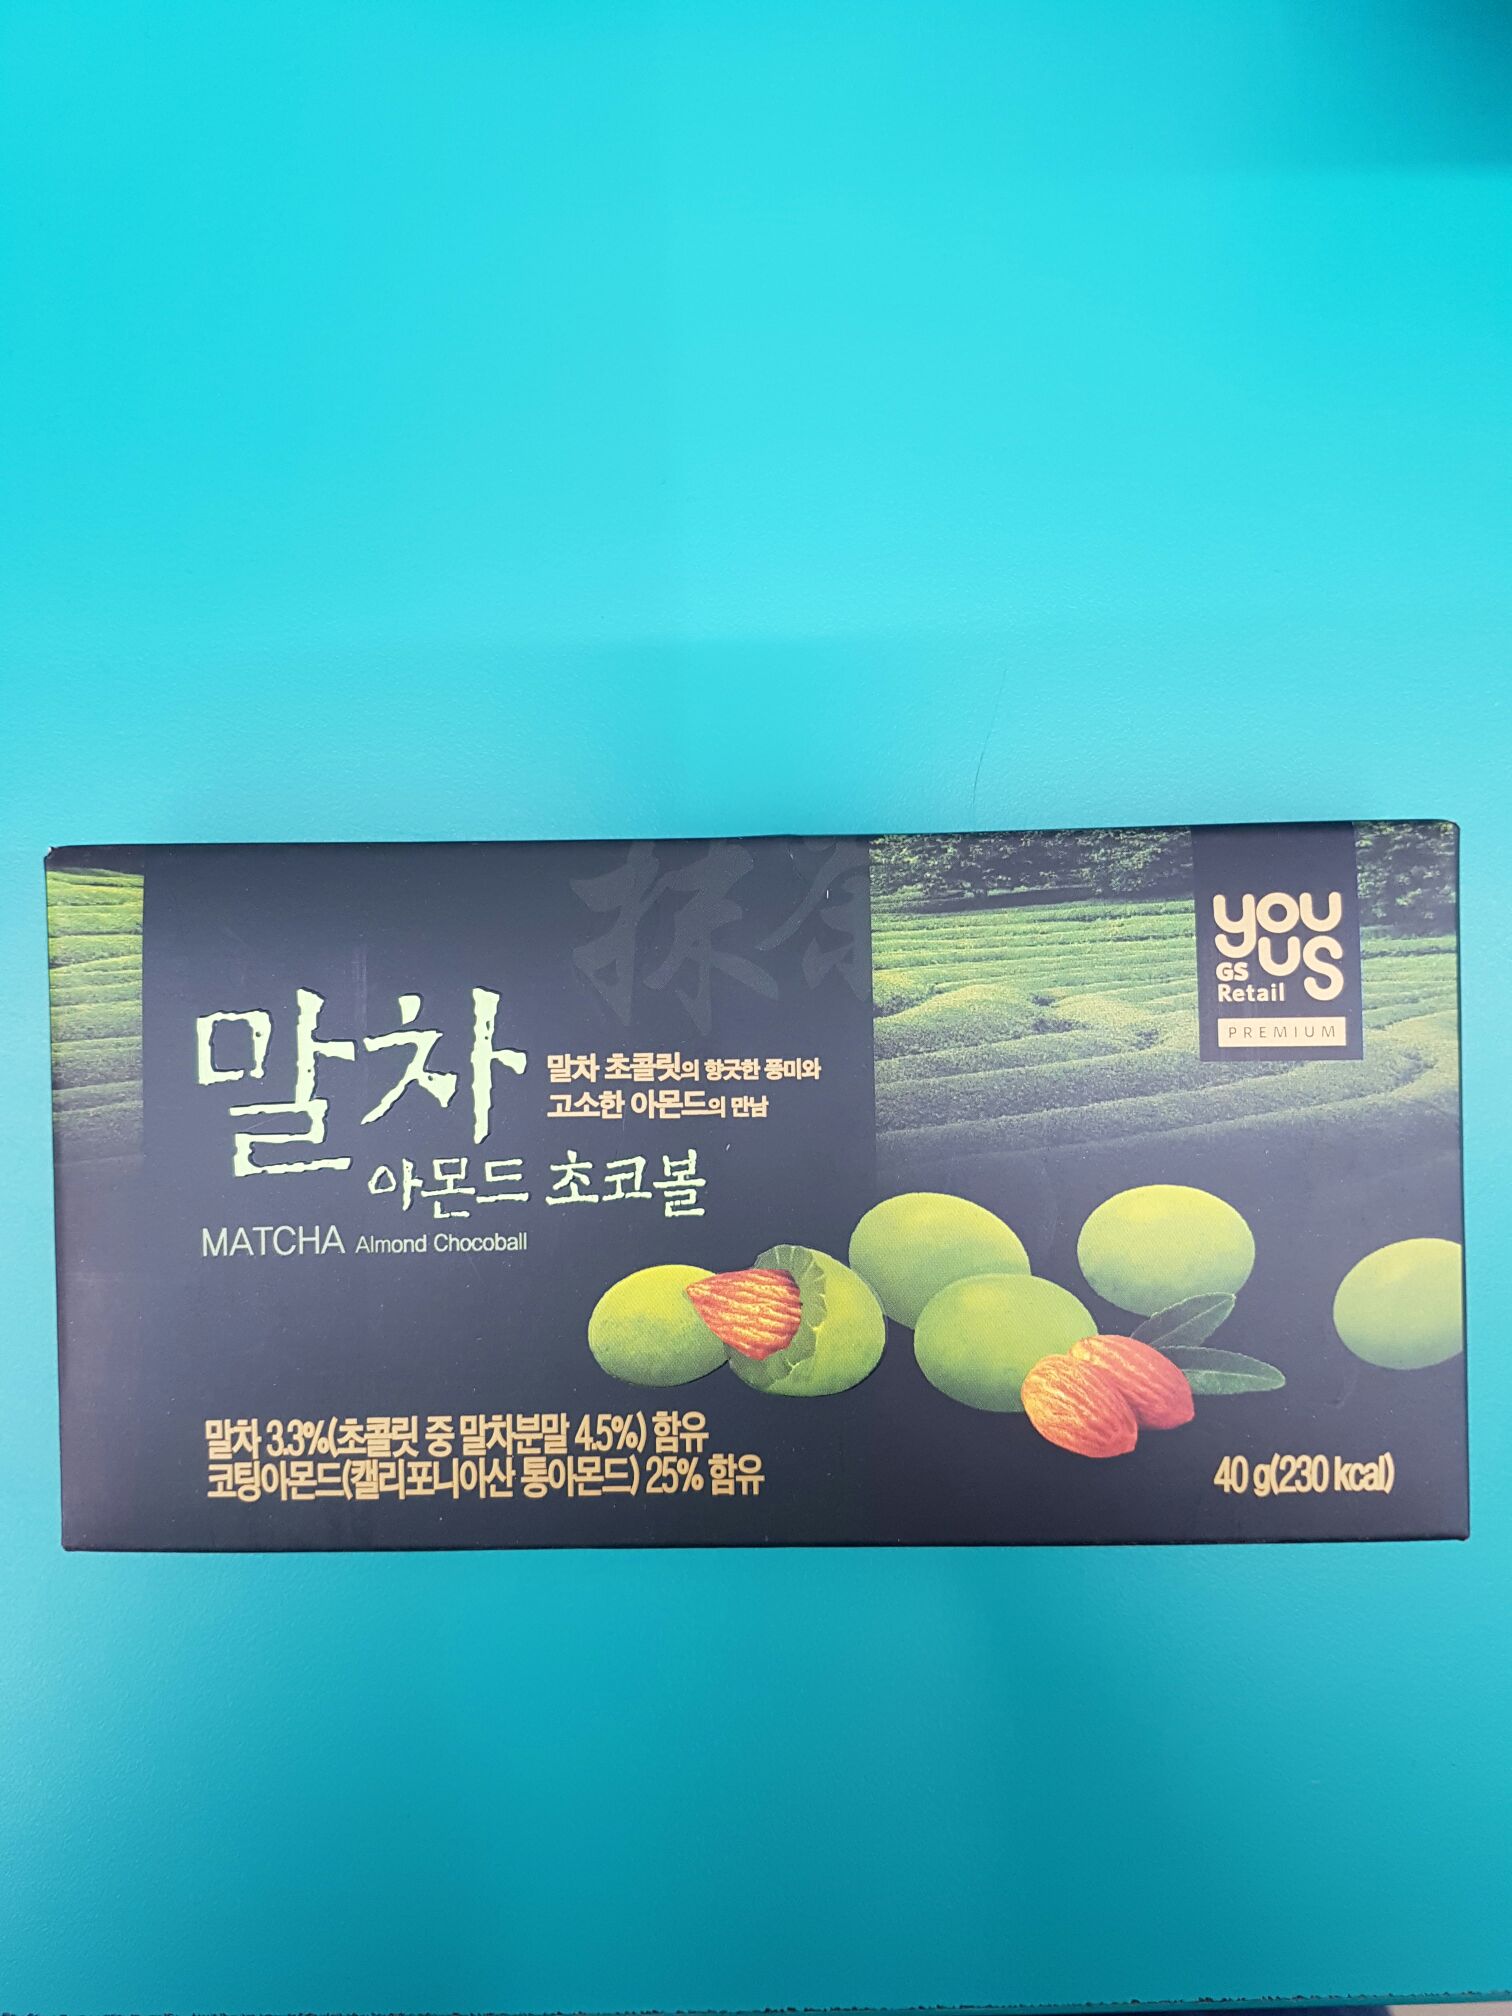 抹茶
you
us
GS
Retail
PREMIUM
말차
말차 초콜릿의 향긋한 풍미와
고소한 아몬드의 만남
아몬드 초코볼
MATCHA Almond Chocoball
말차 3.3%(초콜릿 중 말차분말 4.5%) 함유
코팅아몬드(캘리포니아산 통아몬드) 25% 함유
40 g(230 kcal)